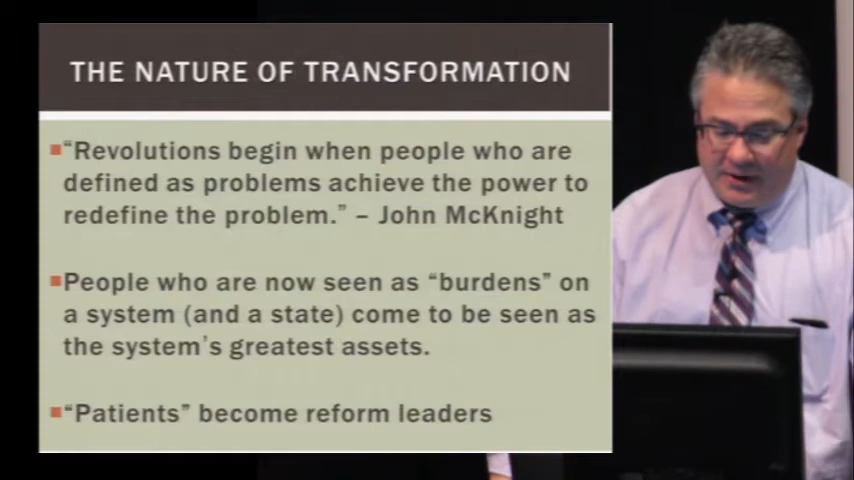 THE NATURE OF TRANSFORMATION
“Revolutions begin when people who are
defined as problems achieve the power to
redefine the problem.” – John McKnight
People who are now seen as “burdens” on
a system (and a state) come to be seen as
the system's greatest assets.
“Patients” become reform leaders